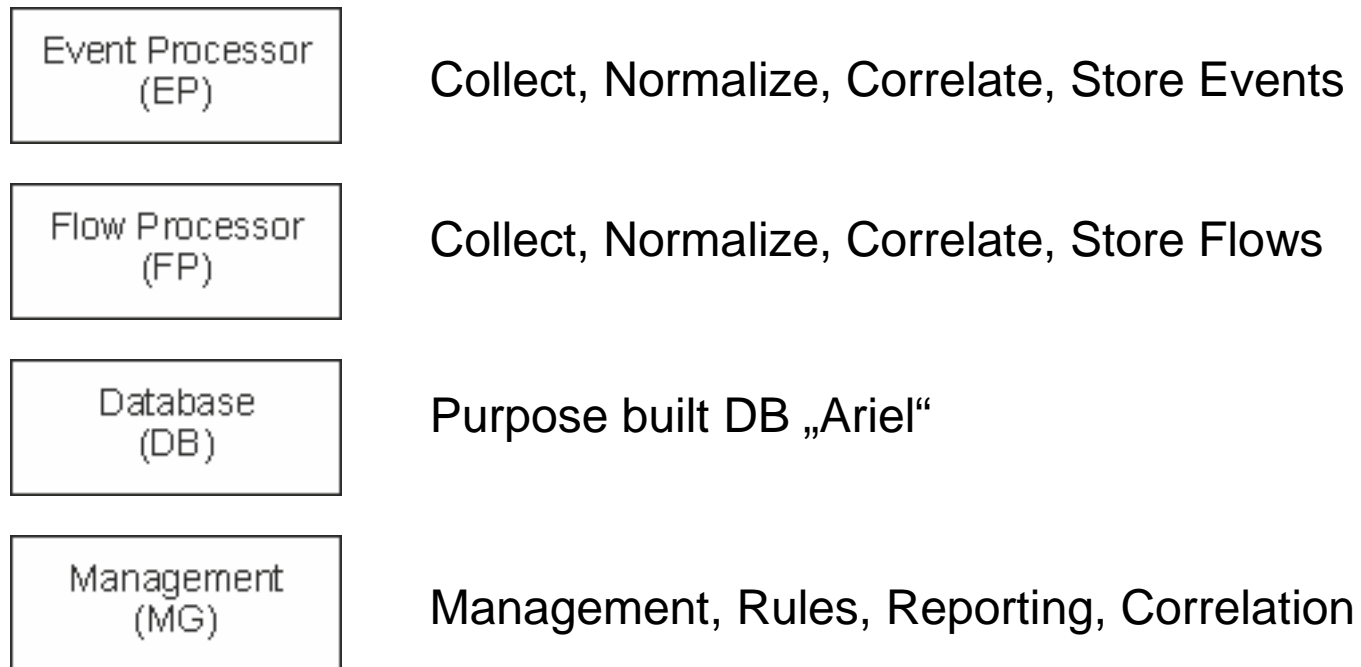 Event Processor
(EP)
Collect, Normalize, Correlate, Store Events
Flow Processor
(FP)
Collect, Normalize, Correlate, Store Flows
Database
(DB)
Purpose built DB „Ariel“
Management
(MG)
Management, Rules, Reporting, Correlation